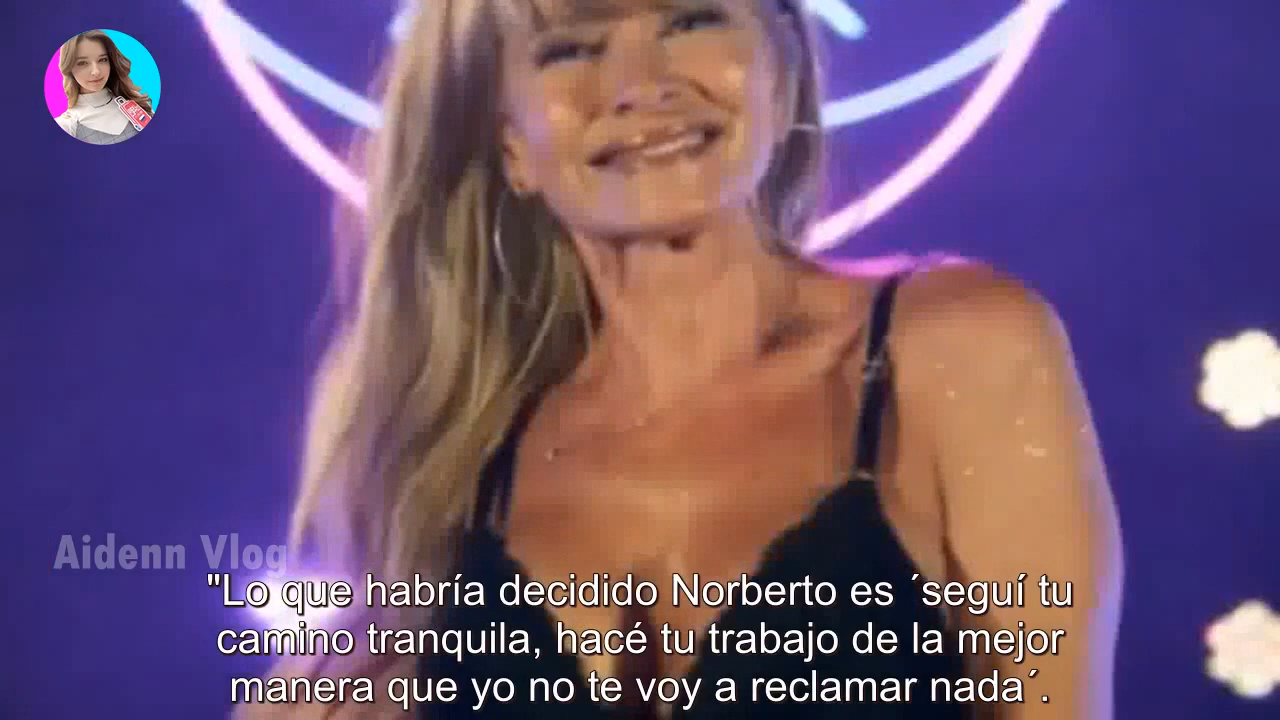 Aidenn Vlog
"Lo que habría decidido Norberto es ´seguí tu
camino tranquila, hacé tu trabajo de la mejor
manera que yo no te voy a reclamar nada´.